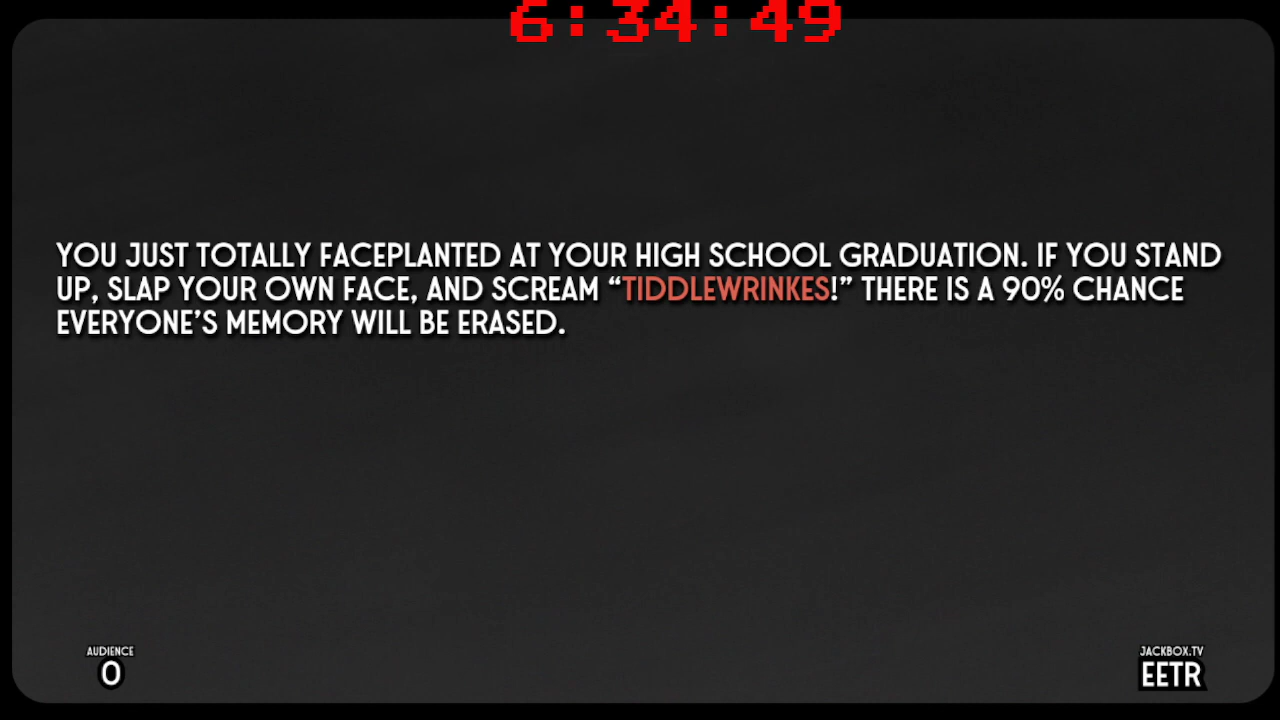 6:34:49
YOU JUST TOTALLY FACEPLANTED AT YOUR HIGH SCHOOL GRADUATION. IF YOU STAND
UP, SLAP YOUR OWN FACE, AND SCREAM “TIDDLEWRINKES!” THERE IS A 90% CHANCE
EVERYONE’S MEMORY WILL BE ERASED.
AUDIENCE
0
JACKBOX.TV
EETR